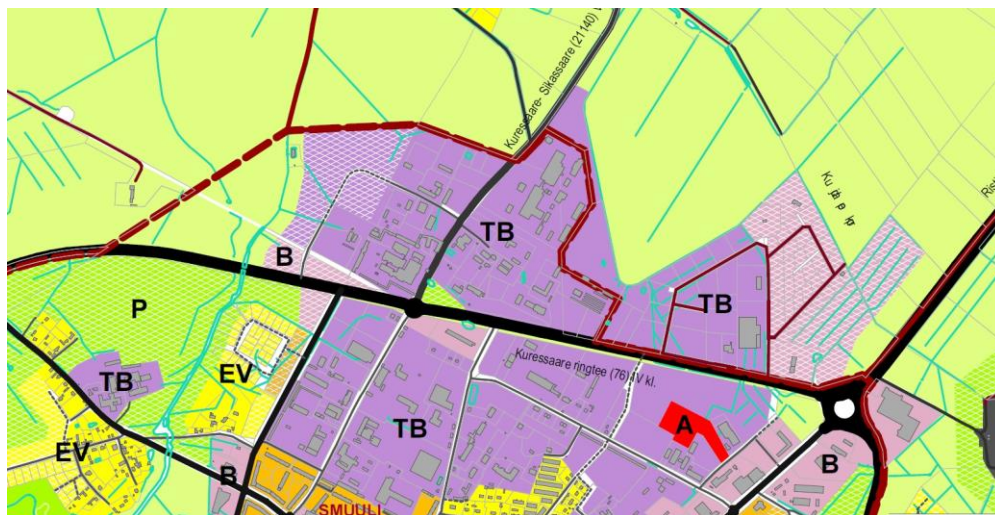 Kuressaare- Sikassaare (21140) V
TB
B
P
TB
Kuressaare ringtee (76) IV kl.
TB
EV
TB
A
EV
B
B
SMUULI